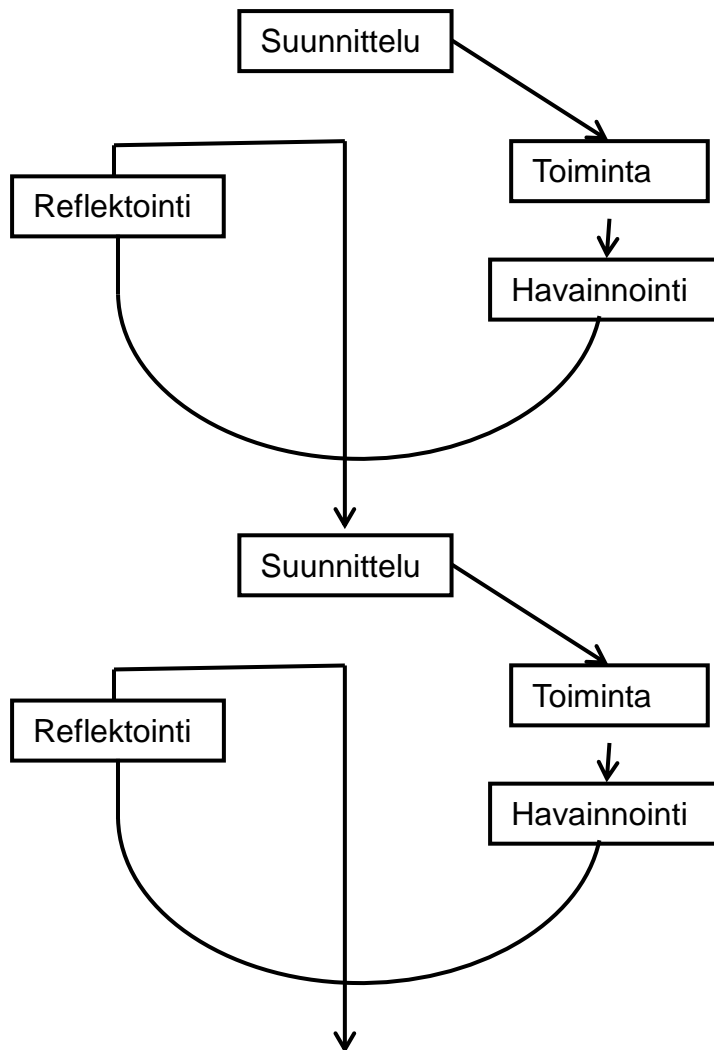 Suunnittelu
Toiminta
Reflektointi
Havainnointi
Suunnittelu
Toiminta
Reflektointi
Havainnointi